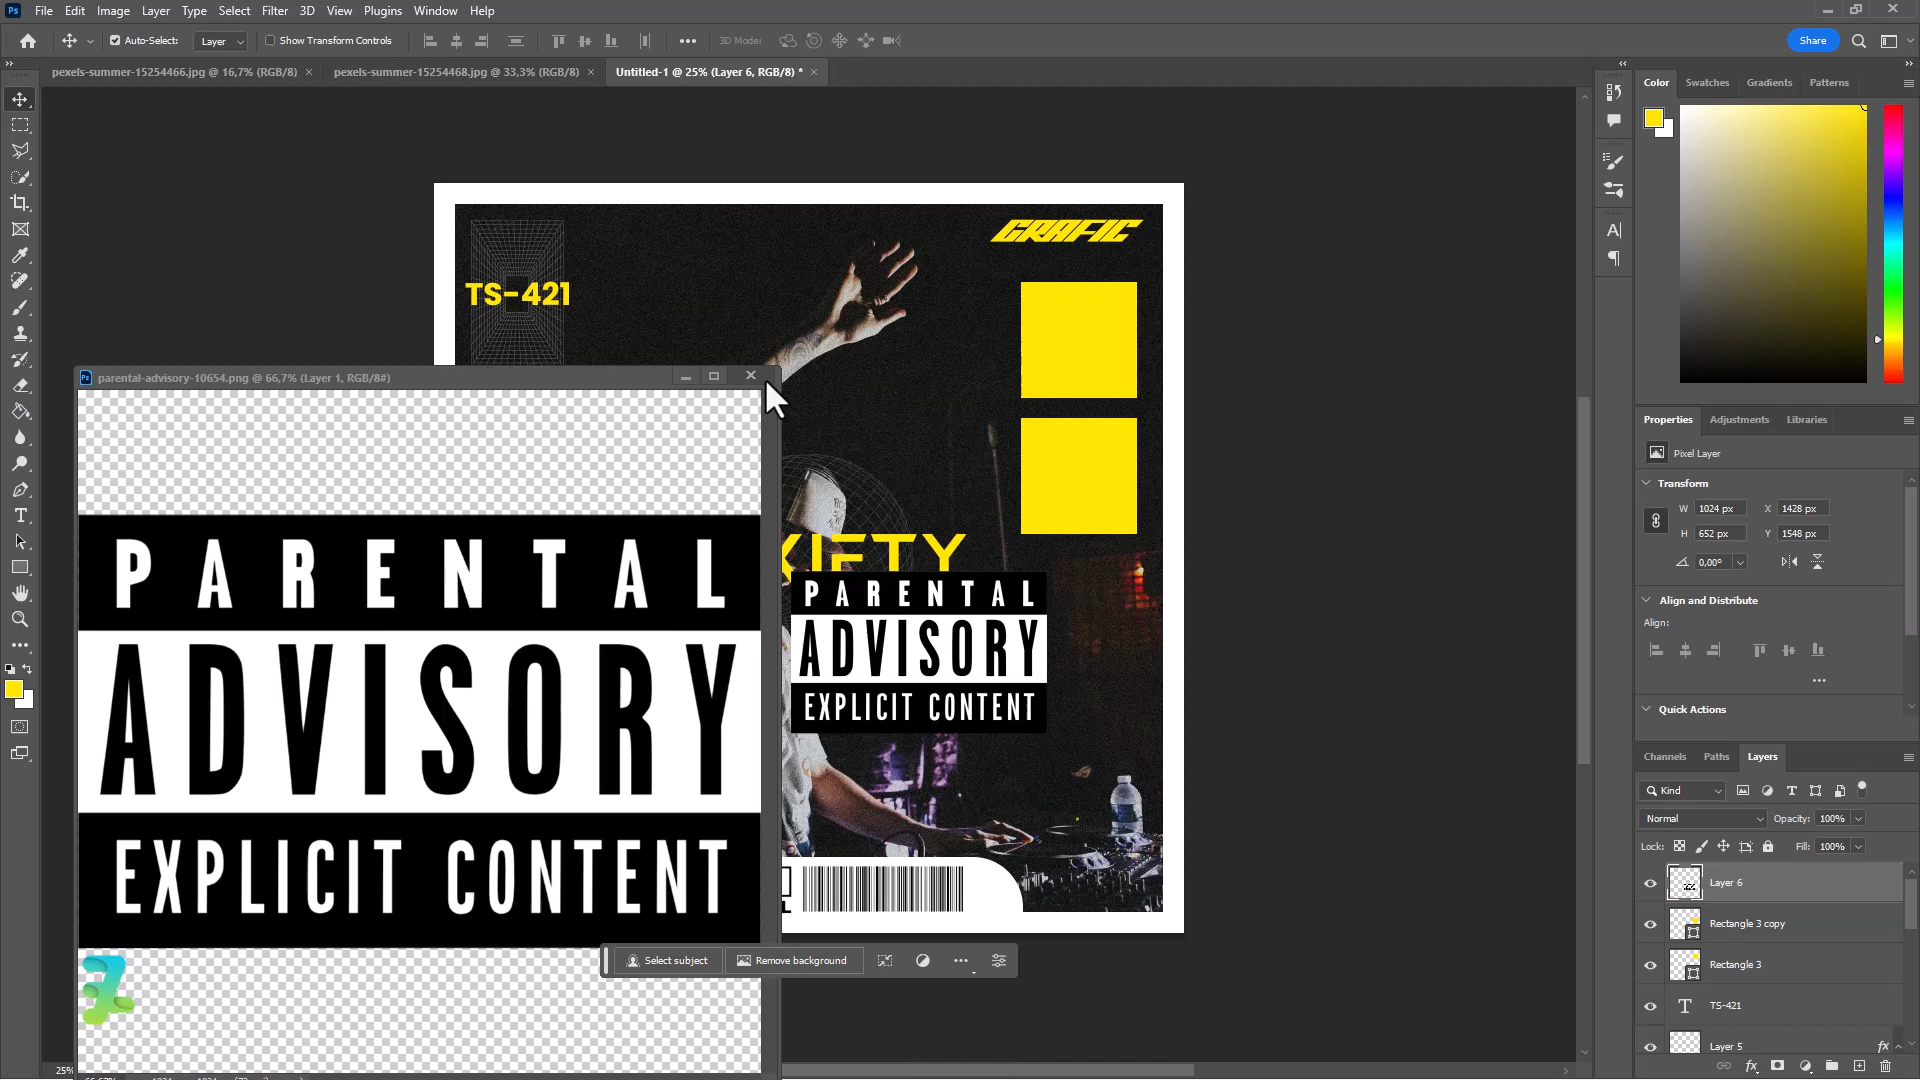 Ps File Edit Image Layer Type Select Filter 3D View Plugins Window Help
Auto-Select: Layer Show Transform Controls 3D Mode: Share
pexels-summer-15254466.jpg @ 16,7% (RGB/8) × pexels-summer-15254468.jpg @ 33,3% (RGB/8) × Untitled-1 @ 25% (Layer 6, RGB/8) * ×
Color Swatches Gradients Patterns
GRAFIC
TS-421
parental-advisory-10654.png @ 66,7% (Layer 1, RGB/8#)
PARENTAL
ADVISORY
EXPLICIT CONTENT
XIETY
PARENTAL
ADVISORY
EXPLICIT CONTENT
Select subject Remove background
25%
Properties Adjustments Libraries
Pixel Layer
Transform
W 1024 px X 1428 px
H 652 px Y 1548 px
0,00°
Align and Distribute
Align:
Quick Actions
Channels Paths Layers
Kind
Normal Opacity: 100%
Lock: Fill: 100%
Layer 6
Rectangle 3 copy
Rectangle 3
T TS-421
Layer 5 fx